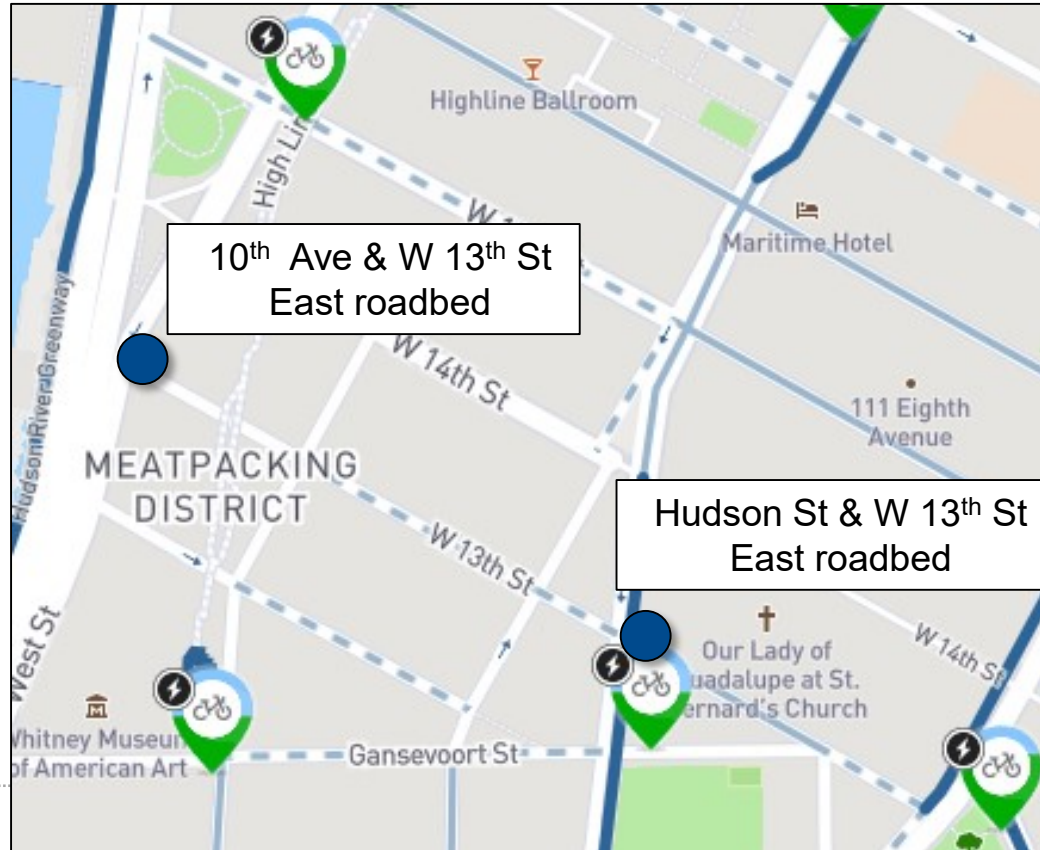 Highline Ballroom
High Lin
W 1
Maritime Hotel
10th Ave & W 13th St
East roadbed
Hudson River Greenway
W 14th St
111 Eighth
Avenue
MEATPACKING
DISTRICT
Hudson St & W 13th St
East roadbed
W 13th St
West St
W 14th St
Our Lady of
uadalupe at St.
ernard's Church
Whitney Museu
of American Art
Gansevoort St